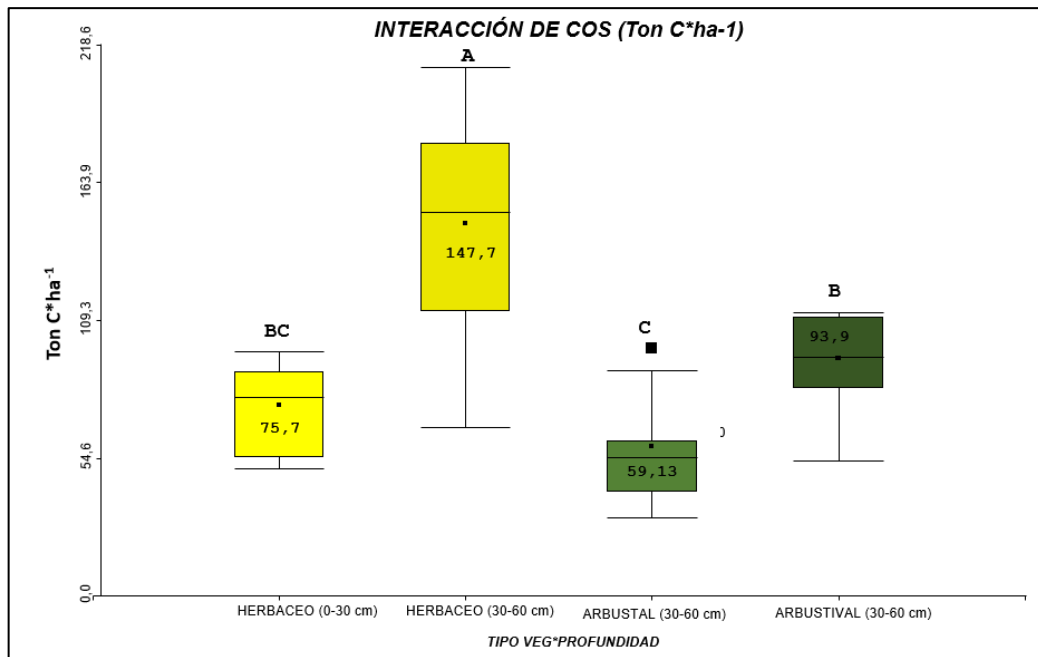 INTERACCIÓN DE COS (Ton C*ha-1)
218,6
163,9
109,3
54,6
0,0
Ton C*ha-1
A
147,7
BC
75,7
C
59,13
B
93,9
HERBACEO (0-30 cm)
HERBACEO (30-60 cm)
ARBUSTAL (30-60 cm)
ARBUSTIVAL (30-60 cm)
TIPO VEG*PROFUNDIDAD